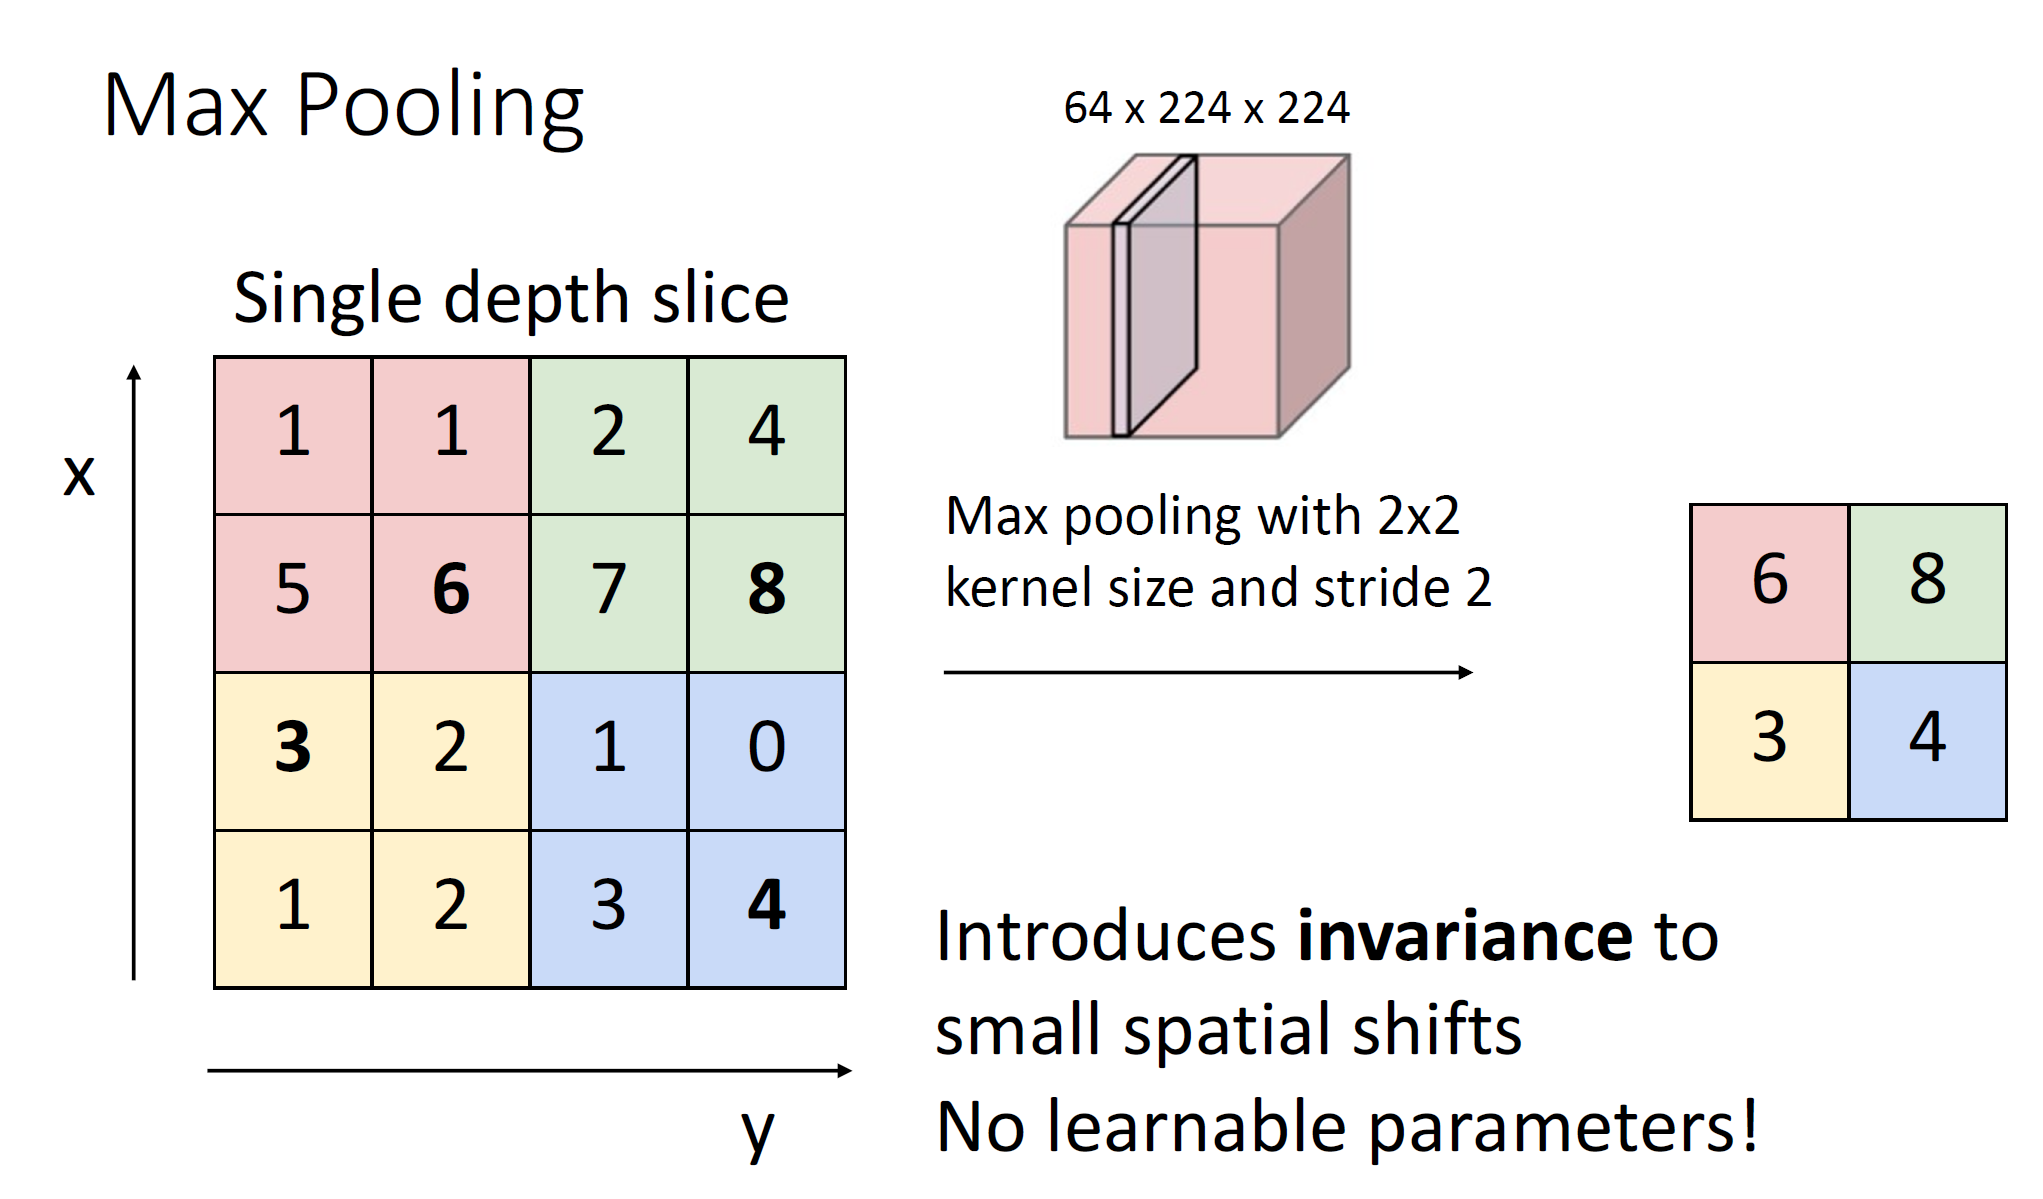 Max Pooling
64 x 224 x 224
Single depth slice
x
1 1 2 4
5 6 7 8
3 2 1 0
1 2 3 4
y
Max pooling with 2x2
kernel size and stride 2
6 8
3 4
Introduces invariance to
small spatial shifts
No learnable parameters!